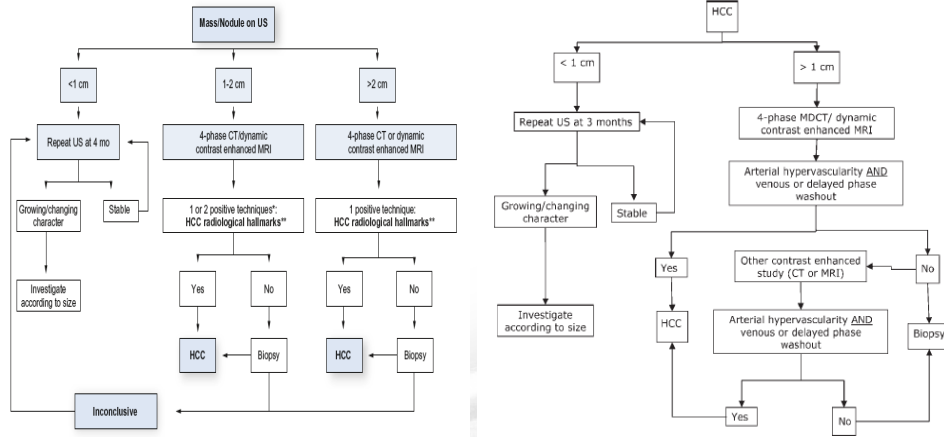 Mass/Nodule on US
<1 cm
1-2 cm
>2 cm
Repeat US at 4 mo
4-phase CT/dynamic
contrast enhanced MRI
4-phase CT or dynamic
contrast enhanced MRI
Growing/changing
character
Stable
1 or 2 positive techniques*:
HCC radiological hallmarks**
1 positive technique:
HCC radiological hallmarks**
Investigate
according to size
Yes
No
Yes
No
HCC
Biopsy
HCC
Biopsy
Inconclusive
HCC
< 1 cm
> 1 cm
Repeat US at 3 months
4-phase MDCT/ dynamic
contrast enhanced MRI
Arterial hypervascularity AND
venous or delayed phase
washout
Growing/changing
character
Stable
Yes
Other contrast enhanced
study (CT or MRI)
No
Investigate
according to size
HCC
Arterial hypervascularity AND
venous or delayed phase
washout
Biopsy
Yes
No